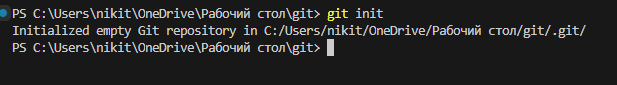 PS C:\Users\nikit\OneDrive\Рабочий стол\git> git init
Initialized empty Git repository in C:/Users/nikit/OneDrive/Рабочий стол/git/.git/
PS C:\Users\nikit\OneDrive\Рабочий стол\git>